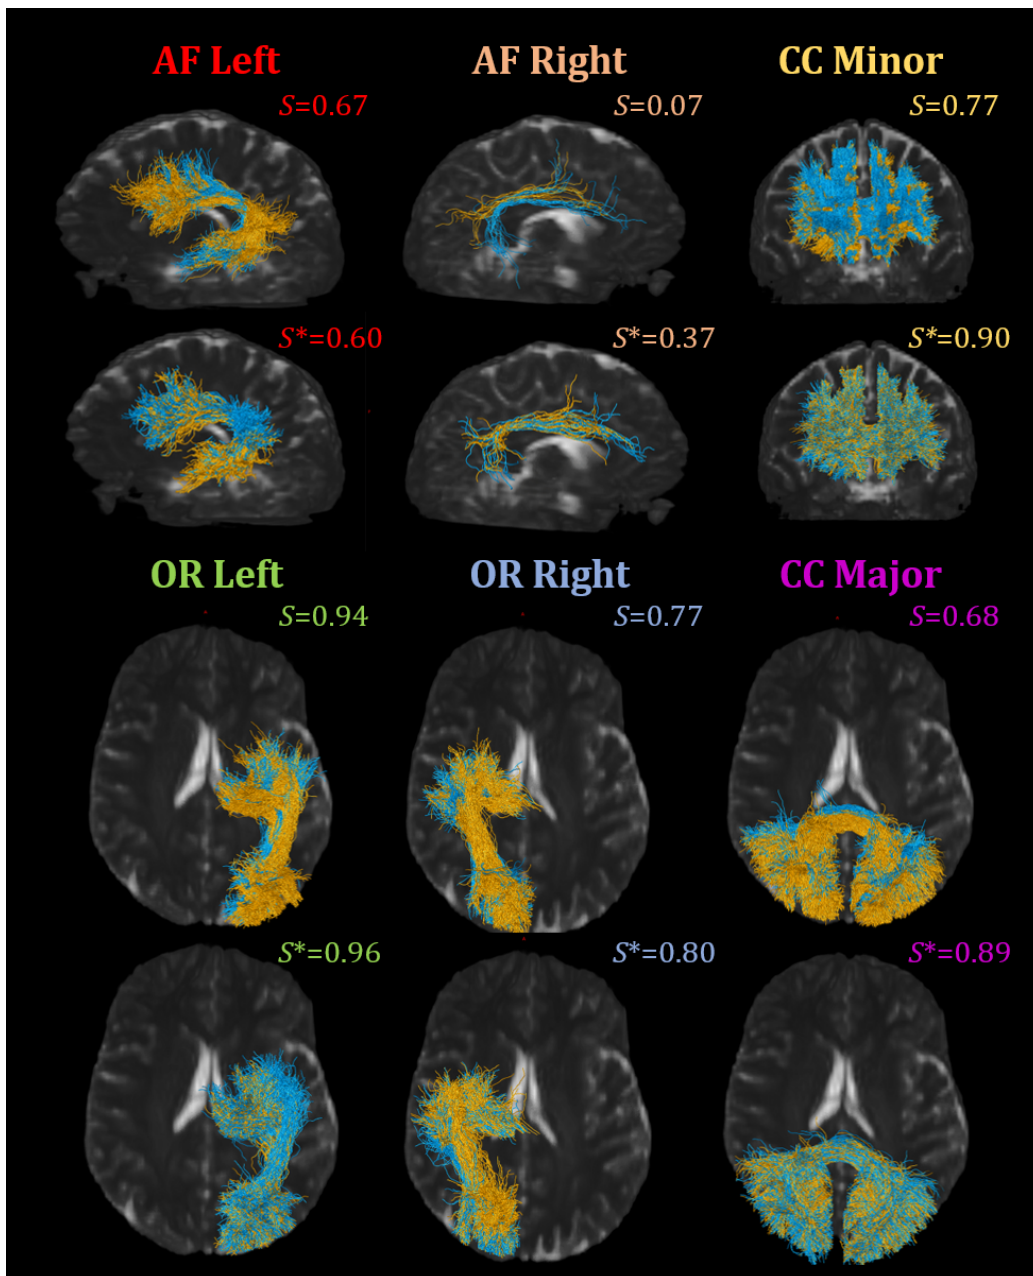 AF Left AF Right CC Minor
S=0.67 S=0.07 S=0.77
S*=0.60 S*=0.37 S*=0.90
OR Left OR Right CC Major
S=0.94 S=0.77 S=0.68
S*=0.96 S*=0.80 S*=0.89